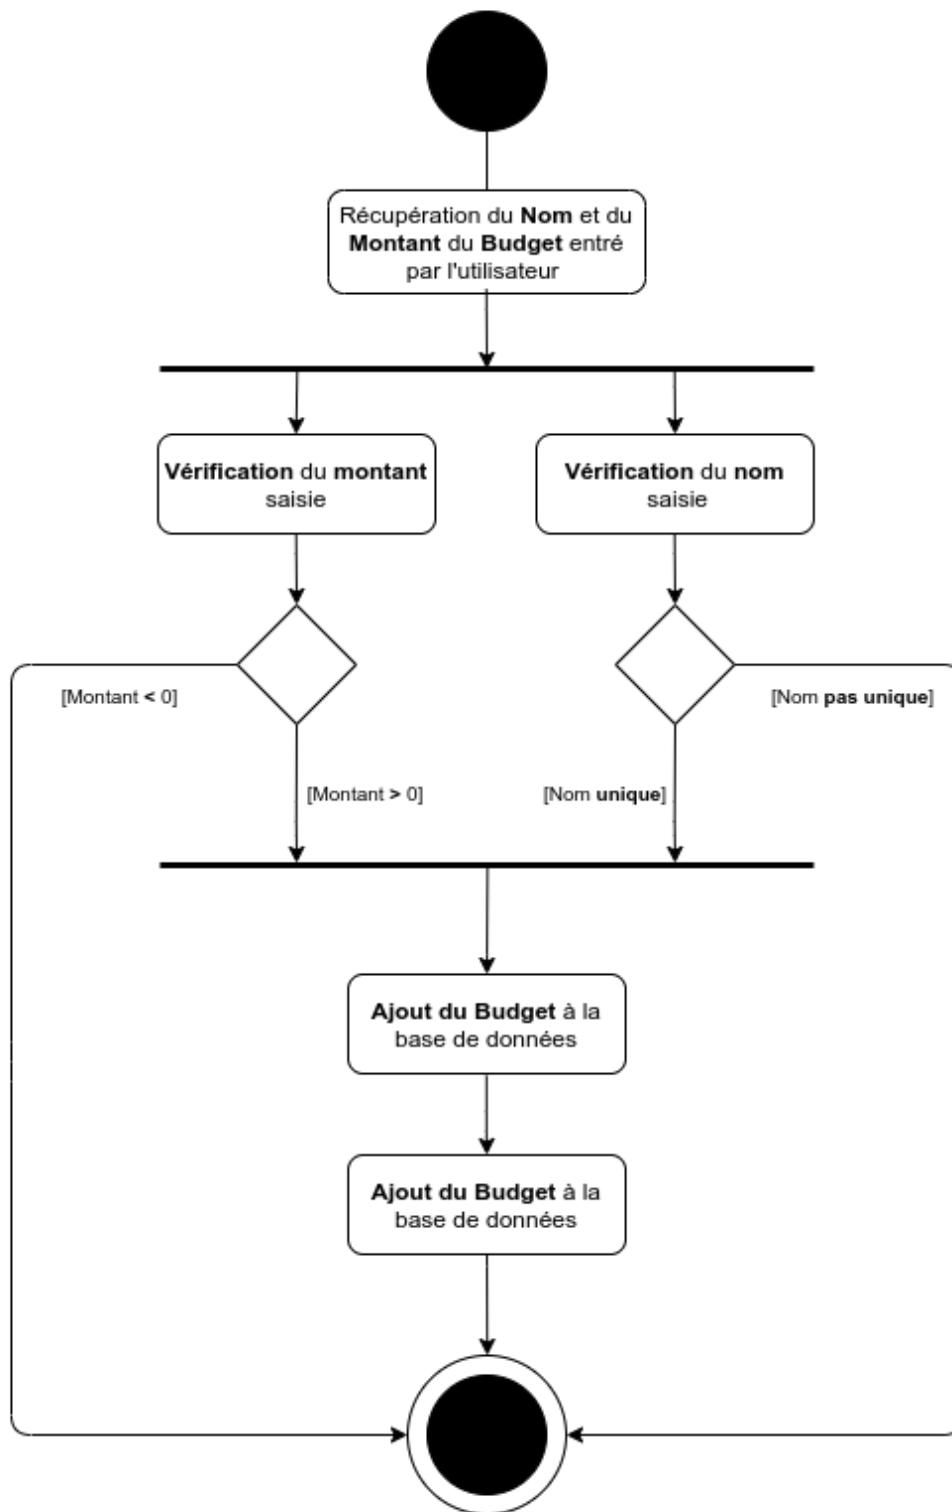 Récupération du Nom et du
Montant du Budget entré
par l'utilisateur
Vérification du montant
saisie
Vérification du nom
saisie
[Montant < 0]
[Nom pas unique]
[Montant > 0]
[Nom unique]
Ajout du Budget à la
base de données
Ajout du Budget à la
base de données